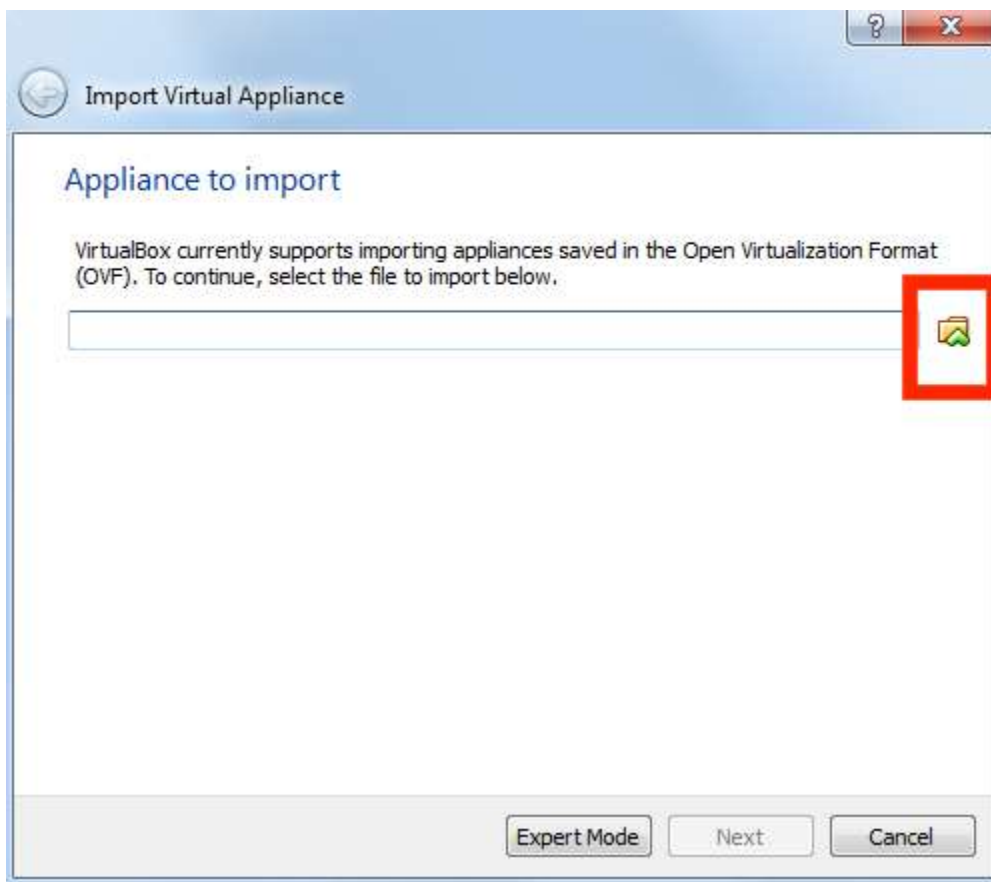 Import Virtual Appliance
Appliance to import
VirtualBox currently supports importing appliances saved in the Open Virtualization Format
(OVF). To continue, select the file to import below.
Expert Mode Next Cancel